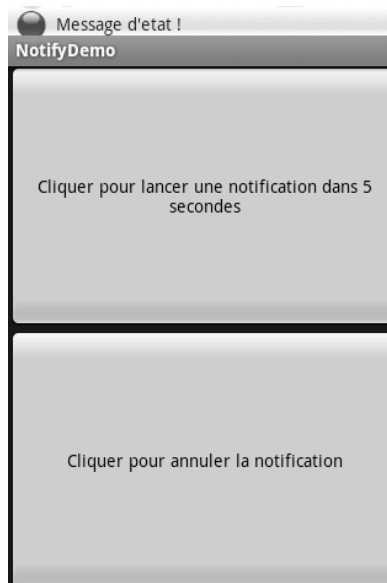 Message d'etat !
NotifyDemo
Cliquer pour lancer une notification dans 5
secondes
Cliquer pour annuler la notification